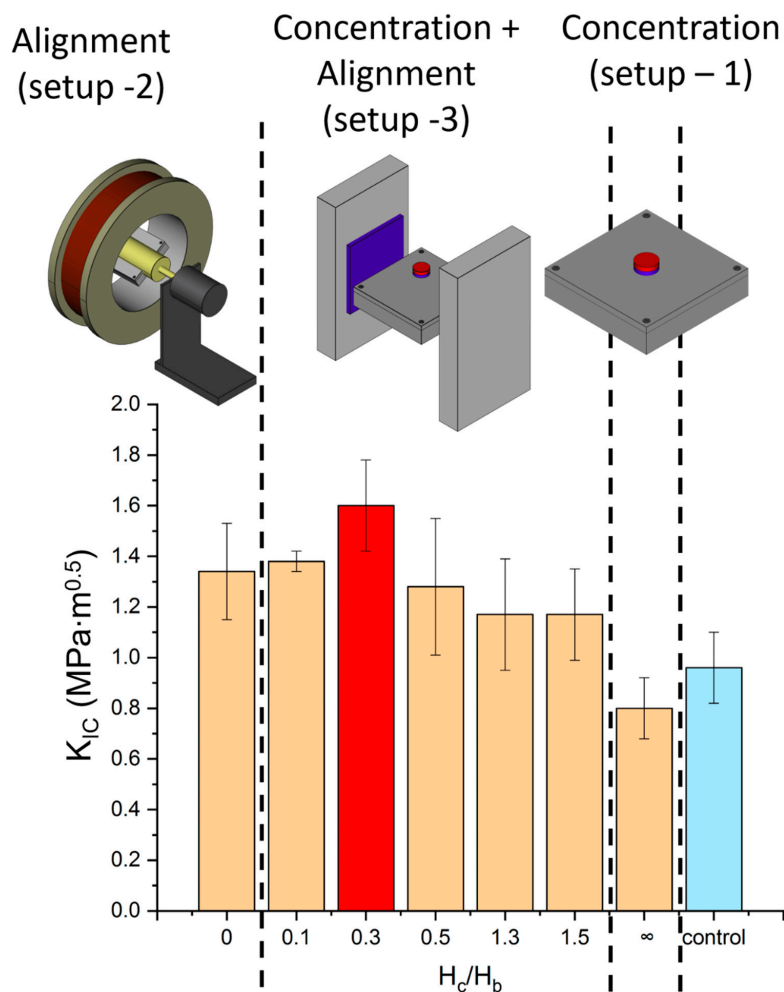 Alignment
(setup -2)
Concentration +
Alignment
(setup -3)
Concentration
(setup – 1)
2.0
1.8
1.6
1.4
1.2
1.0
0.8
0.6
0.4
0.2
0.0
K_IC (MPa·m^0.5)
0 0.1 0.3 0.5 1.3 1.5 ∞ control
H_c/H_b